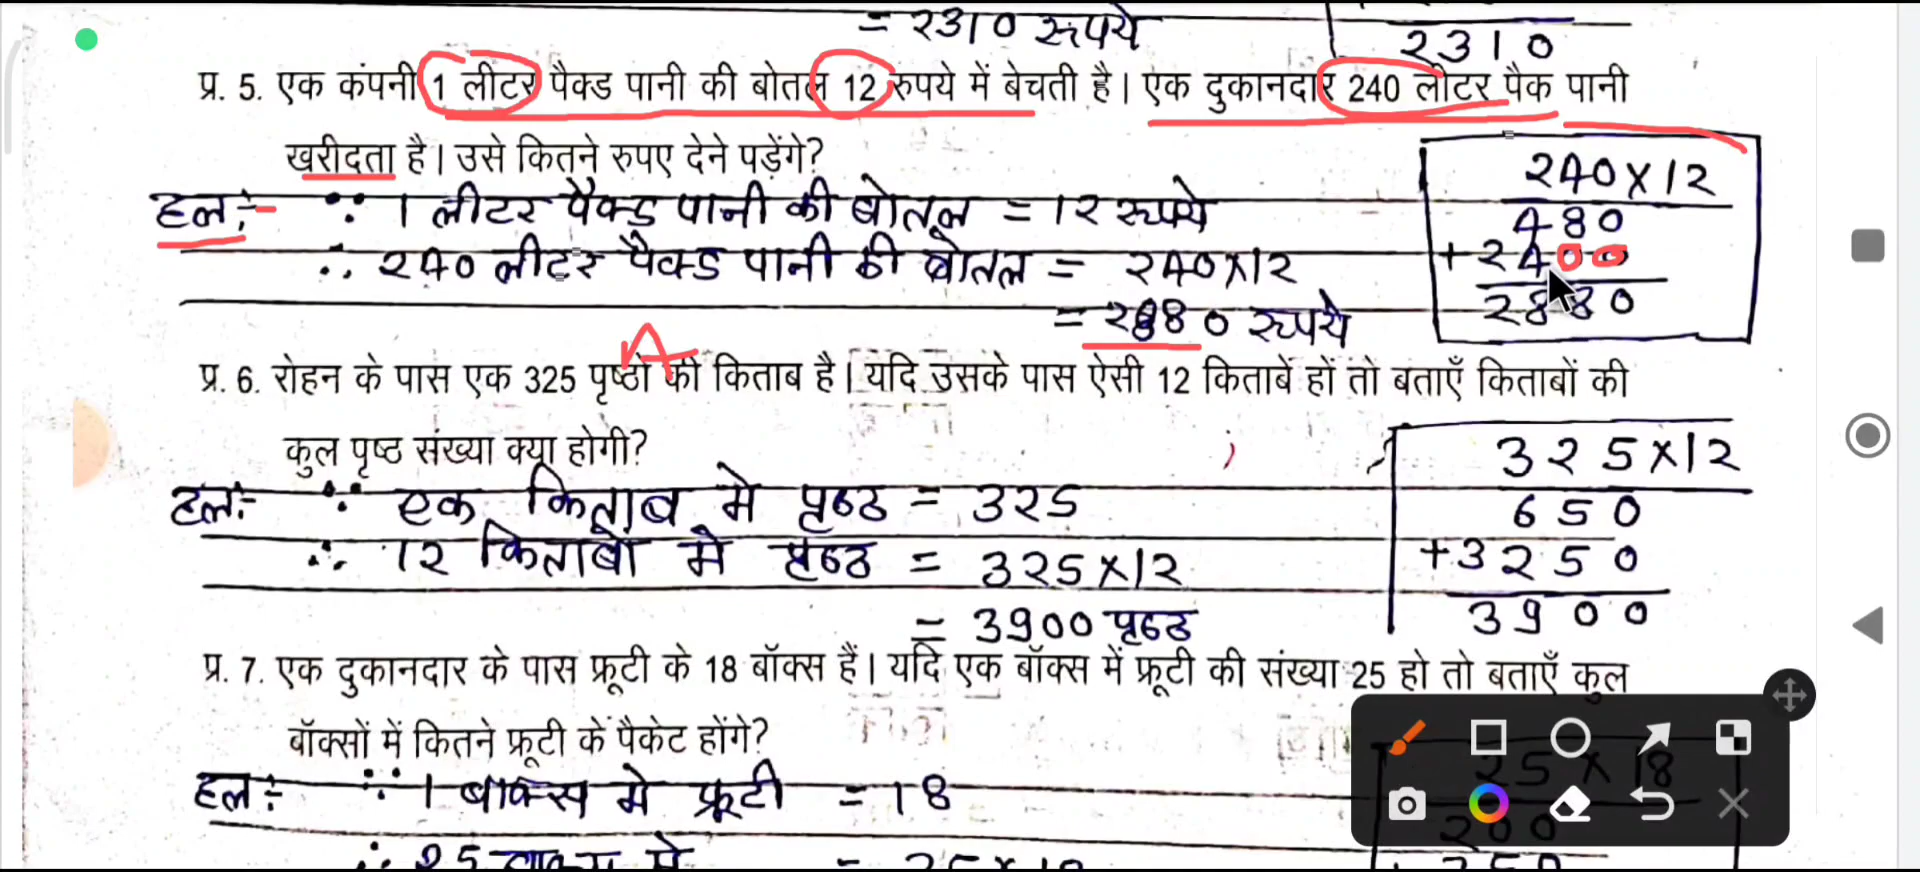 = 2310 रूपये
2310
प्र. 5. एक कंपनी 1 लीटर पैक्ड पानी की बोतल 12 रुपये में बेचती है। एक दुकानदार 240 लीटर पैक पानी
खरीदता है। उसे कितने रुपए देने पड़ेंगे?
240×12
हल:- ∵ 1 लीटर पैक्ड पानी की बोतल = 12 रूपये
480
∴ 240 लीटर पैक्ड पानी की बोतल = 240×12
+2400
= 2880 रूपये
2880
प्र. 6. रोहन के पास एक 325 पृष्ठों की किताब है। यदि उसके पास ऐसी 12 किताबें हों तो बताएँ किताबों की
कुल पृष्ठ संख्या क्या होगी?
325×12
हल:- ∵ एक किताब मे पृष्ठ = 325
650
∴ 12 किताबों मे पृष्ठ = 325×12
+3250
= 3900 पृष्ठ
3900
प्र. 7. एक दुकानदार के पास फ्रूटी के 18 बॉक्स हैं। यदि एक बॉक्स में फ्रूटी की संख्या 25 हो तो बताएँ कुल
बॉक्सों में कितने फ्रूटी के पैकेट होंगे?
25×18
हल:- ∵ 1 बाक्स मे फ्रूटी = 18
200